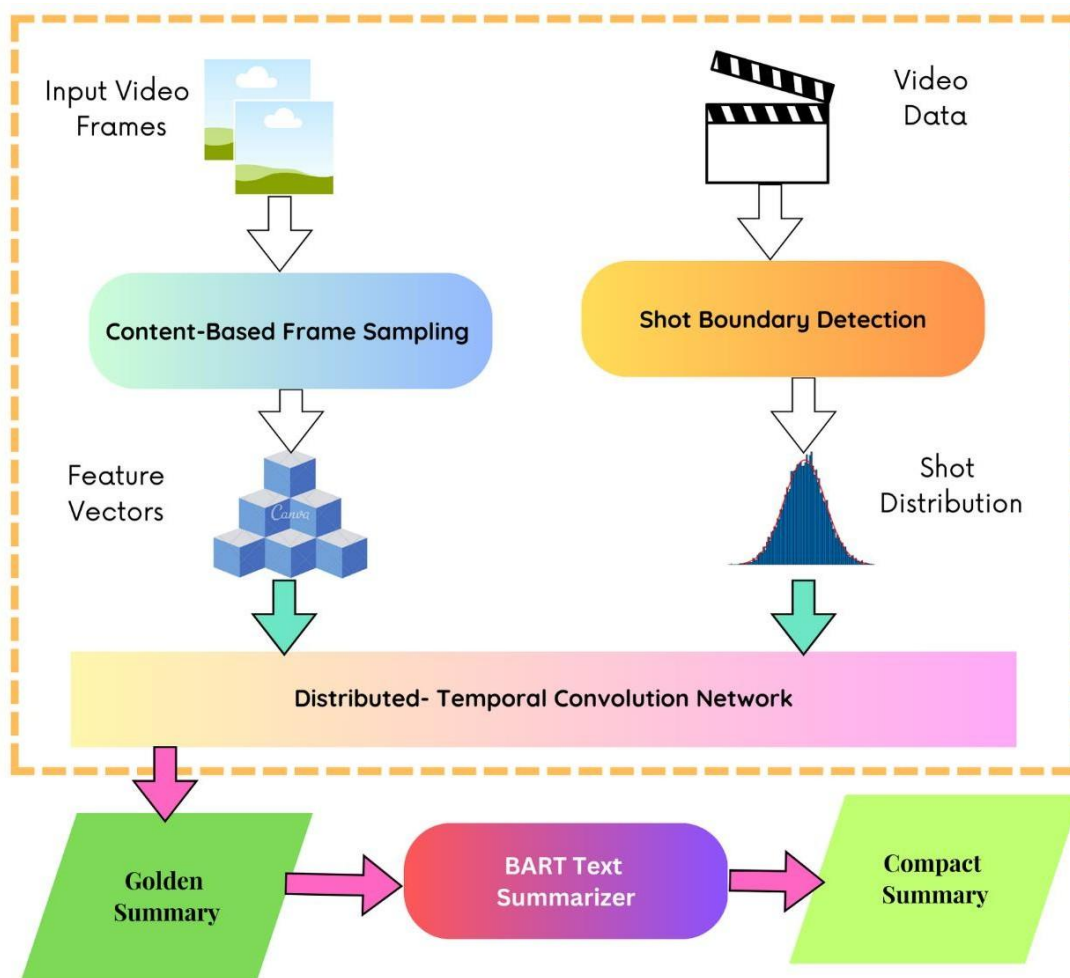 Input Video
Frames
Video
Data
Content-Based Frame Sampling
Shot Boundary Detection
Feature
Vectors
Canva
Shot
Distribution
Distributed- Temporal Convolution Network
Golden
Summary
BART Text
Summarizer
Compact
Summary